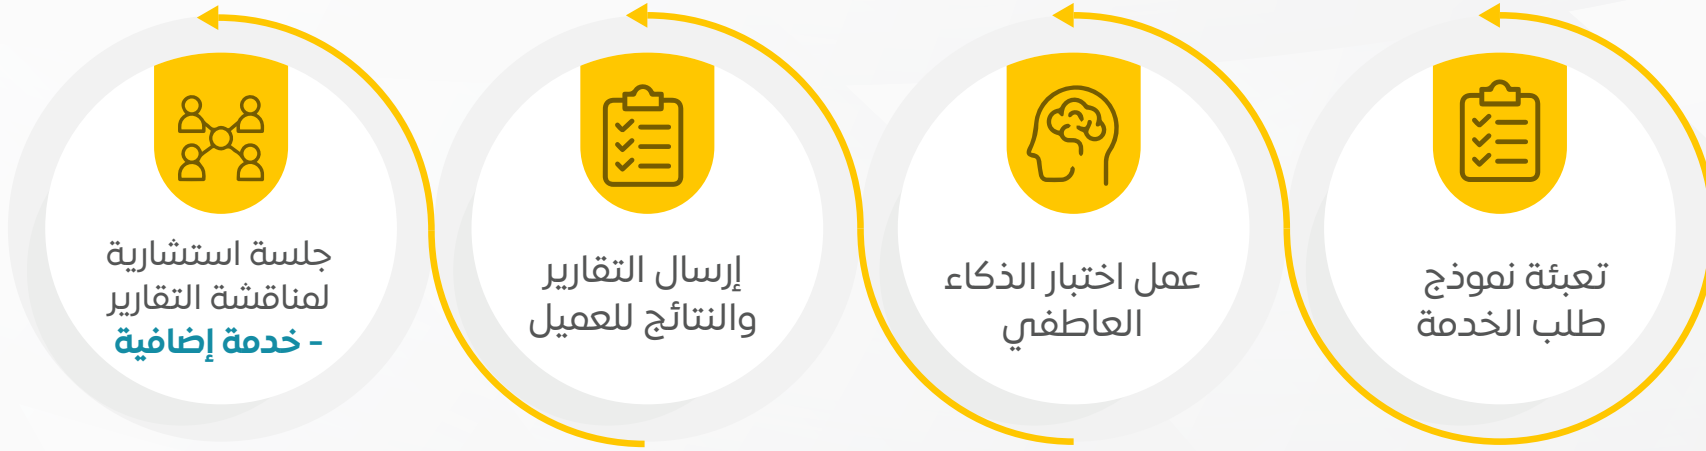 تعبئة نموذج
طلب الخدمة
عمل اختبار الذكاء
العاطفي
إرسال التقارير
والنتائج للعميل
جلسة استشارية
لمناقشة التقارير
- خدمة إضافية